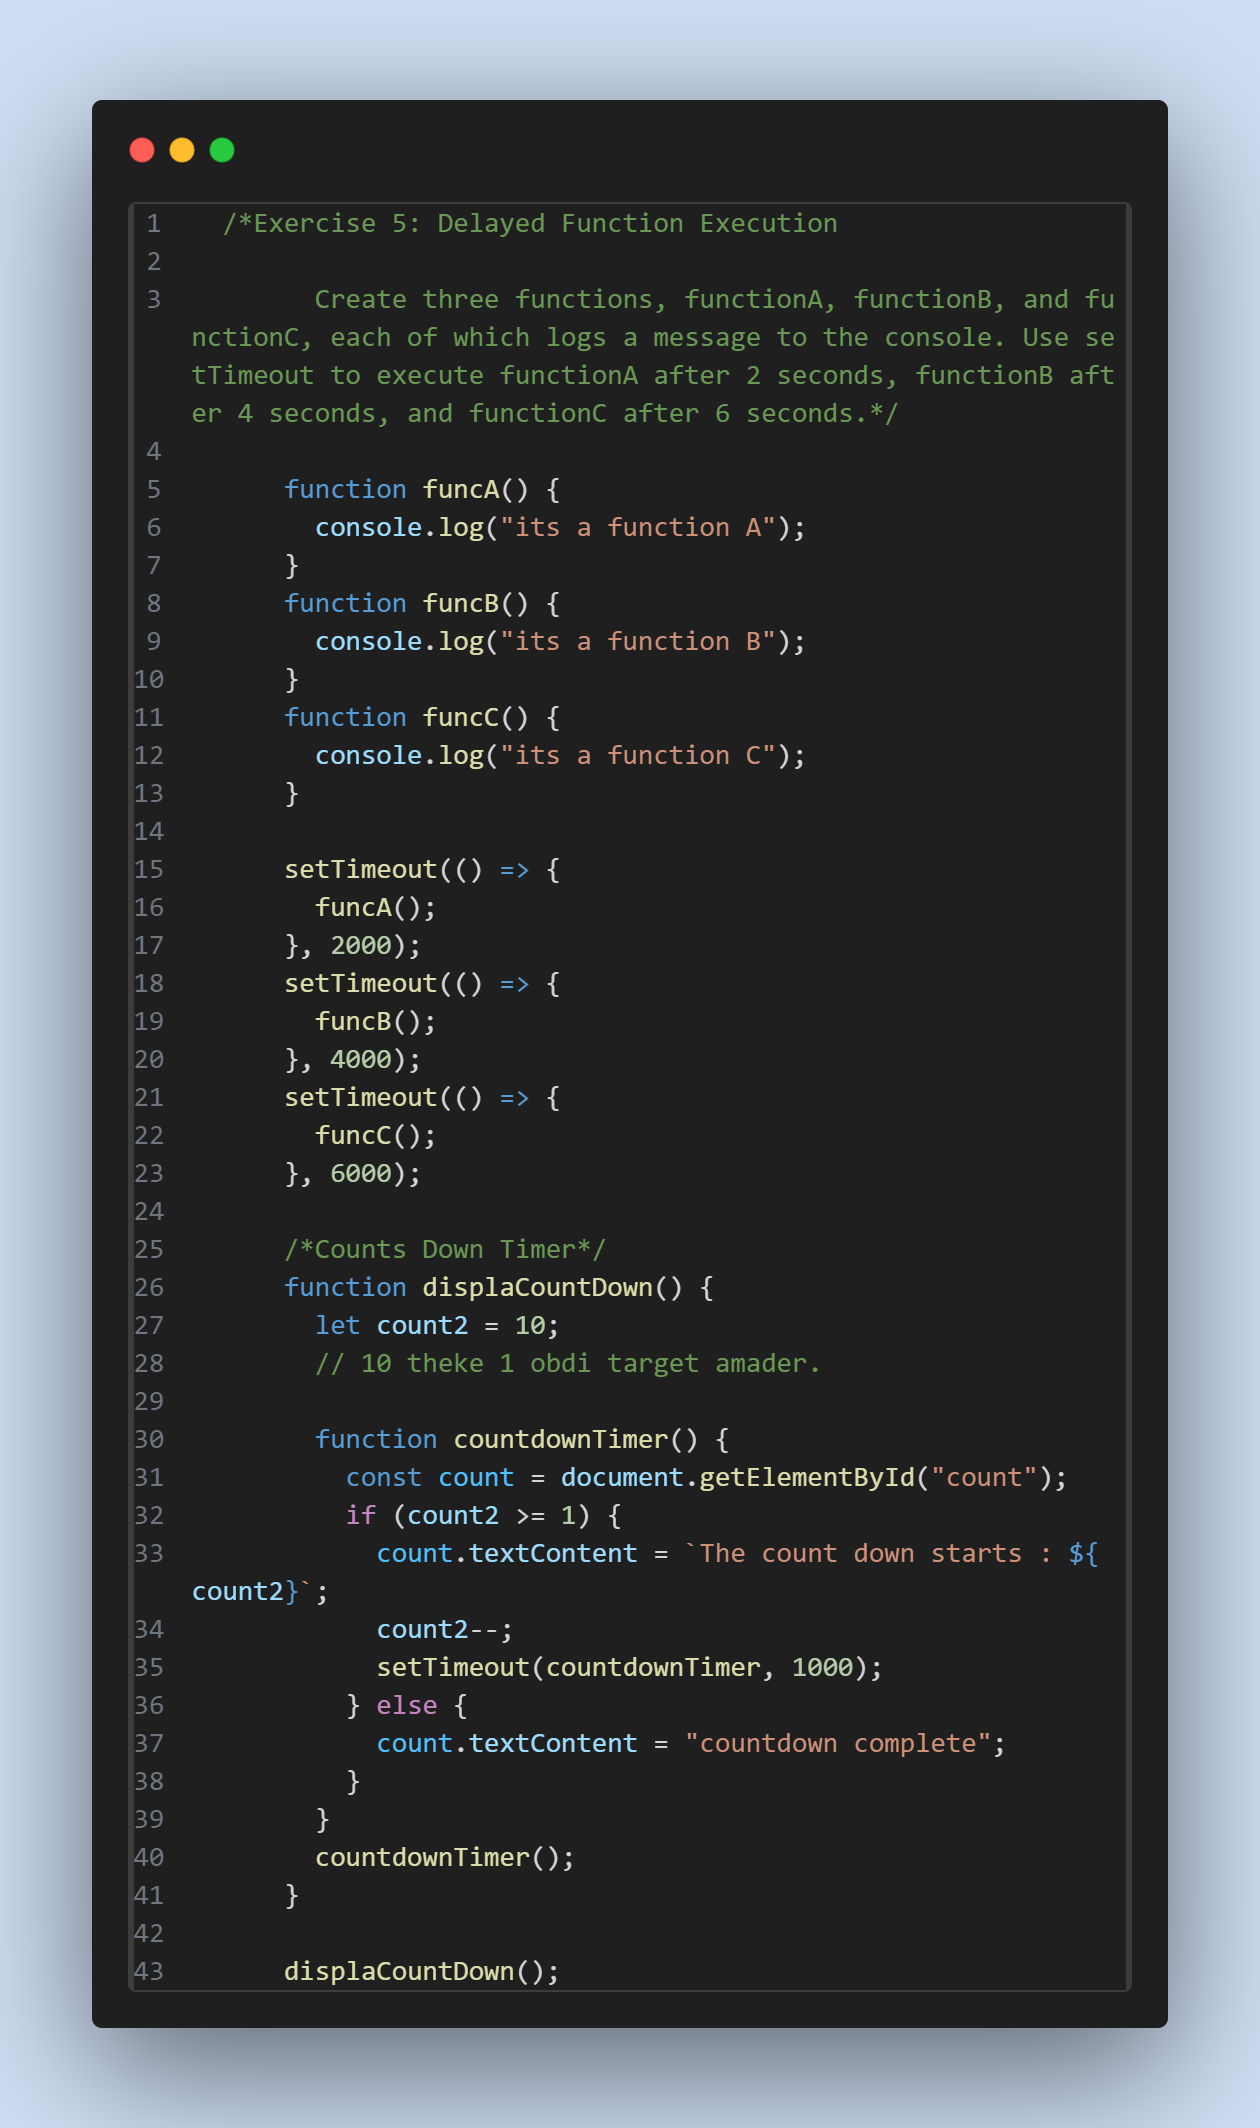 1 /*Exercise 5: Delayed Function Execution
2
3 Create three functions, functionA, functionB, and fu
nctionC, each of which logs a message to the console. Use se
tTimeout to execute functionA after 2 seconds, functionB aft
er 4 seconds, and functionC after 6 seconds.*/
4
5 function funcA() {
6 console.log("its a function A");
7 }
8 function funcB() {
9 console.log("its a function B");
10 }
11 function funcC() {
12 console.log("its a function C");
13 }
14
15 setTimeout(() => {
16 funcA();
17 }, 2000);
18 setTimeout(() => {
19 funcB();
20 }, 4000);
21 setTimeout(() => {
22 funcC();
23 }, 6000);
24
25 /*Counts Down Timer*/
26 function displaCountDown() {
27 let count2 = 10;
28 // 10 theke 1 obdi target amader.
29
30 function countdownTimer() {
31 const count = document.getElementById("count");
32 if (count2 >= 1) {
33 count.textContent = `The count down starts : ${
count2}`;
34 count2--;
35 setTimeout(countdownTimer, 1000);
36 } else {
37 count.textContent = "countdown complete";
38 }
39 }
40 countdownTimer();
41 }
42
43 displaCountDown();